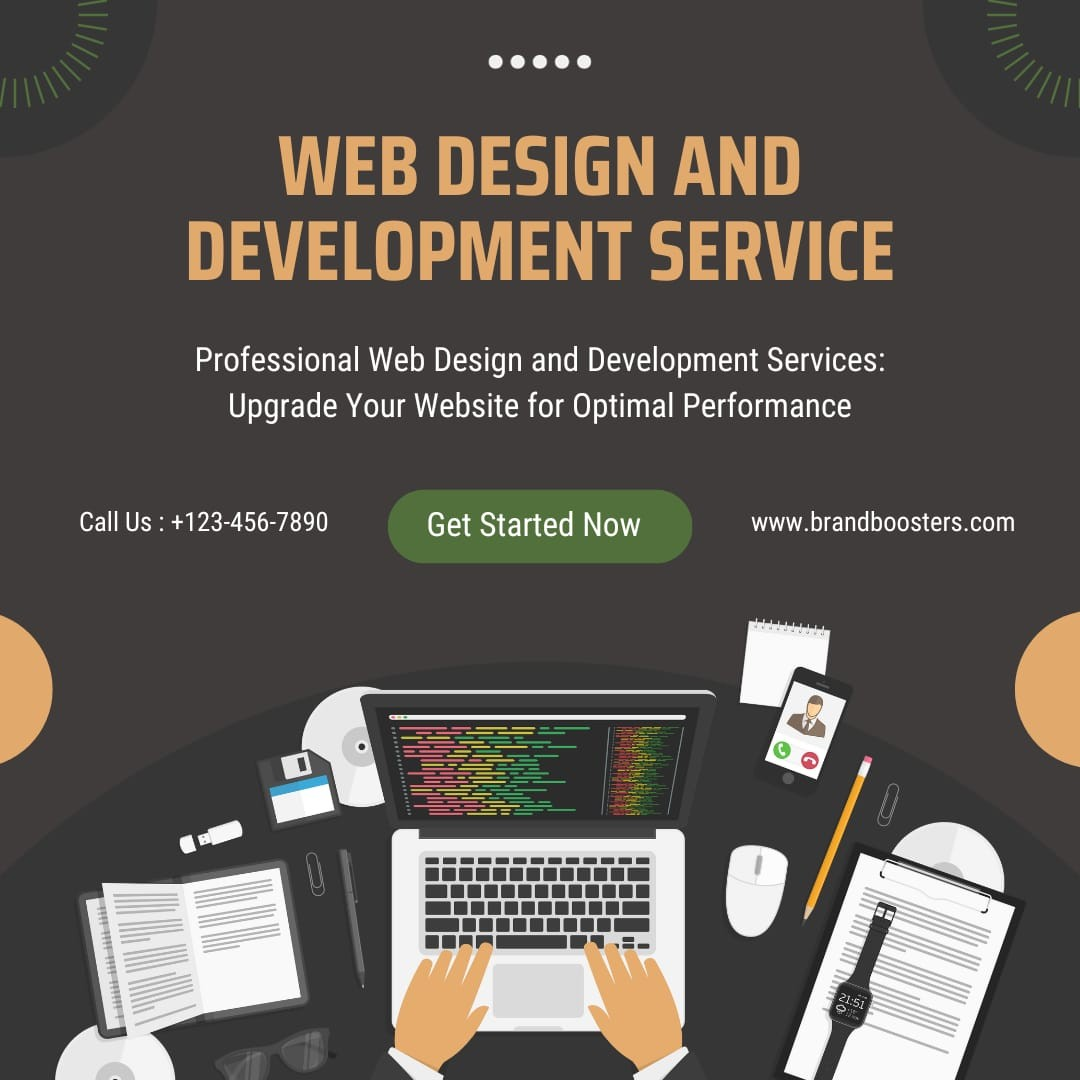 WEB DESIGN AND
DEVELOPMENT SERVICE
Professional Web Design and Development Services:
Upgrade Your Website for Optimal Performance
Call Us : +123-456-7890
Get Started Now
www.brandboosters.com
21:51